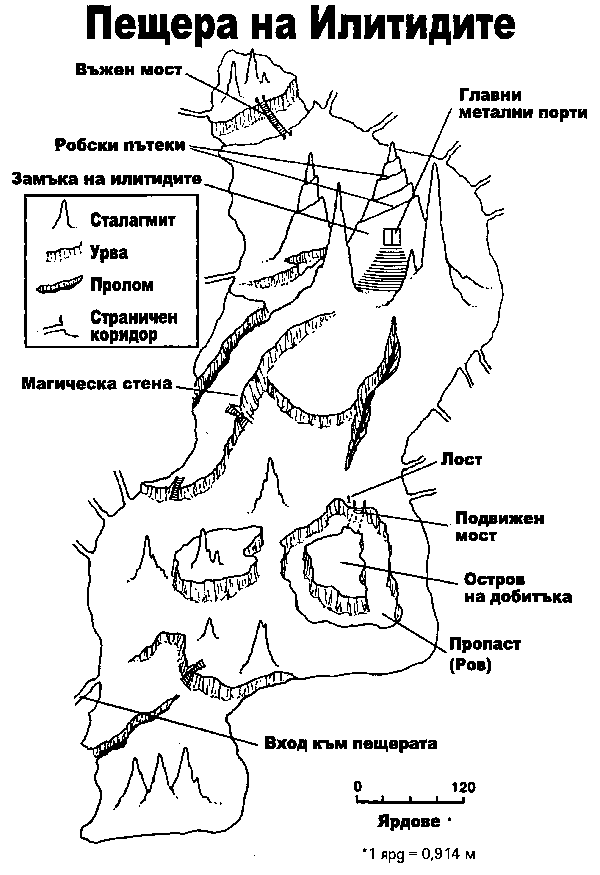 Пещера на Илитидите
Въжен мост
Главни
метални порти
Робски пътеки
Замъка на илитидите
Сталагмит
Урва
Пролом
Страничен
коридор
Магическа стена
Лост
Подвижен
мост
Остров
на добитъка
Пропаст
(Ров)
Вход към пещерата
0 120
Ярдове *
*1 ярд = 0,914 м